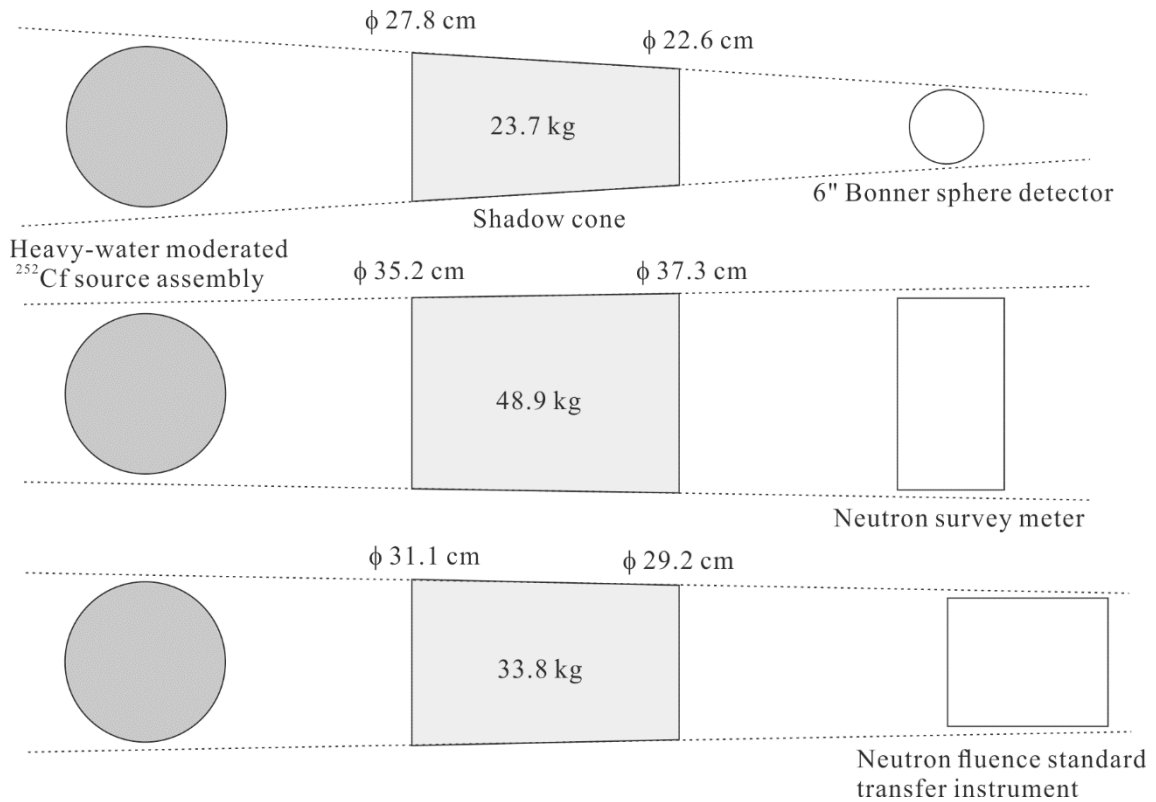 ϕ 27.8 cm
ϕ 22.6 cm
23.7 kg
6" Bonner sphere detector
Shadow cone
Heavy-water moderated
²⁵²Cf source assembly
ϕ 35.2 cm
ϕ 37.3 cm
48.9 kg
Neutron survey meter
ϕ 31.1 cm
ϕ 29.2 cm
33.8 kg
Neutron fluence standard
transfer instrument